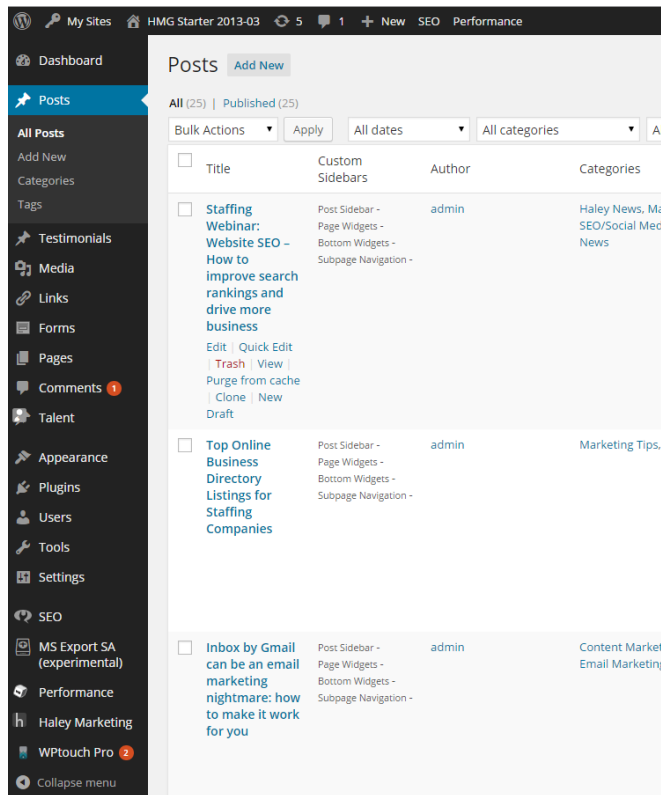 My Sites HMG Starter 2013-03 5 1 + New SEO Performance
Dashboard
Posts
All Posts
Add New
Categories
Tags
Testimonials
Media
Links
Forms
Pages
Comments 1
Talent
Appearance
Plugins
Users
Tools
Settings
SEO
MS Export SA
(experimental)
Performance
h Haley Marketing
WPtouch Pro 2
Collapse menu
Posts Add New
All (25) | Published (25)
Bulk Actions Apply All dates All categories A
Title
Custom
Sidebars
Author
Categories
Staffing
Webinar:
Website SEO –
How to
improve search
rankings and
drive more
business
Edit | Quick Edit
| Trash | View |
Purge from cache
| Clone | New
Draft
Post Sidebar -
Page Widgets -
Bottom Widgets -
Subpage Navigation -
admin
Haley News, Ma
SEO/Social Med
News
Top Online
Business
Directory
Listings for
Staffing
Companies
Post Sidebar -
Page Widgets -
Bottom Widgets -
Subpage Navigation -
admin
Marketing Tips,
Inbox by Gmail
can be an email
marketing
nightmare: how
to make it work
for you
Post Sidebar -
Page Widgets -
Bottom Widgets -
Subpage Navigation -
admin
Content Market
Email Marketing